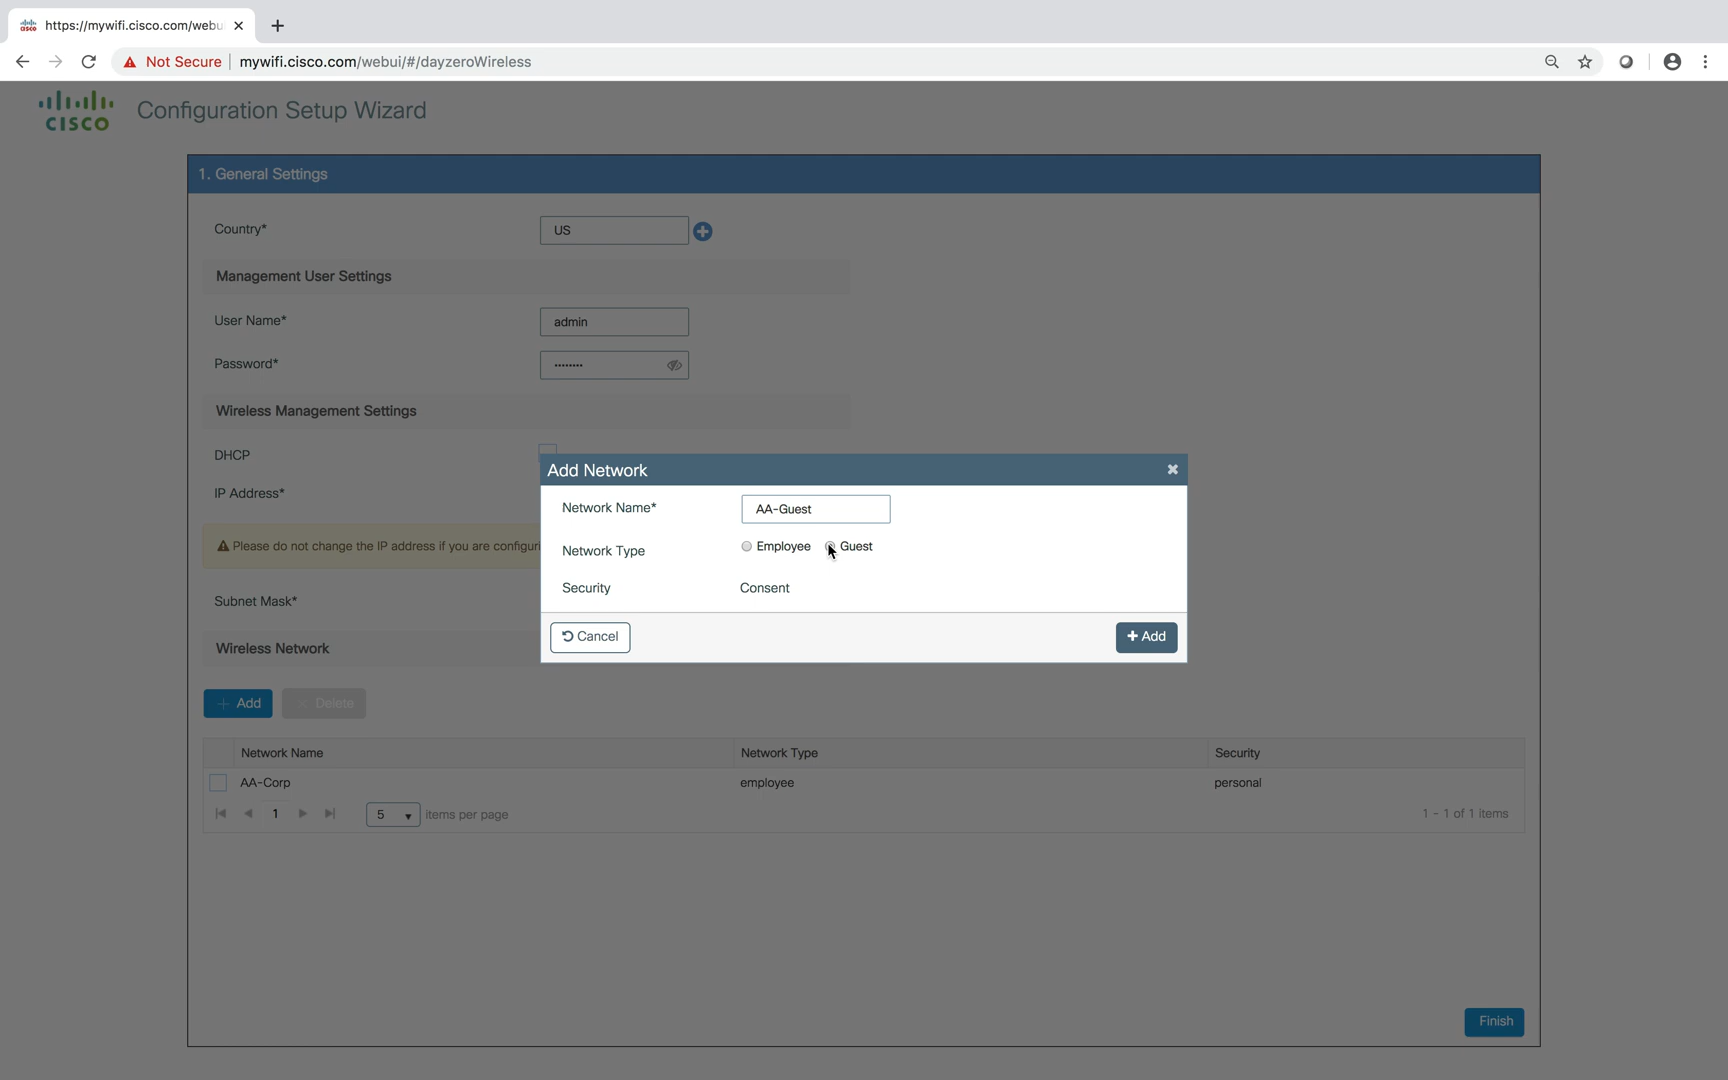 https://mywifi.cisco.com/webu
Not Secure
mywifi.cisco.com/webui/#/dayzeroWireless
CISCO
Configuration Setup Wizard
1. General Settings
Country*
US
Management User Settings
User Name*
admin
Password*
········
Wireless Management Settings
DHCP
IP Address*
Please do not change the IP address if you are configuri
Subnet Mask*
Wireless Network
Add Network
Network Name*
AA-Guest
Network Type
Employee
Guest
Security
Consent
Cancel
Add
Add
Delete
Network Name
Network Type
Security
AA-Corp
employee
personal
1
5
items per page
1 - 1 of 1 items
Finish